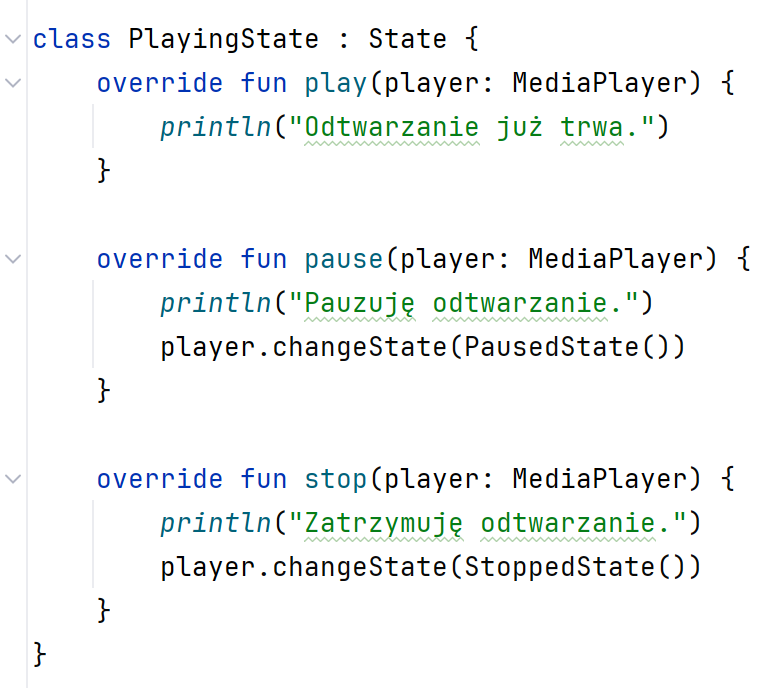 class PlayingState : State {
    override fun play(player: MediaPlayer) {
        println("Odtwarzanie już trwa.")
    }
    override fun pause(player: MediaPlayer) {
        println("Pauzuję odtwarzanie.")
        player.changeState(PausedState())
    }
    override fun stop(player: MediaPlayer) {
        println("Zatrzymuję odtwarzanie.")
        player.changeState(StoppedState())
    }
}